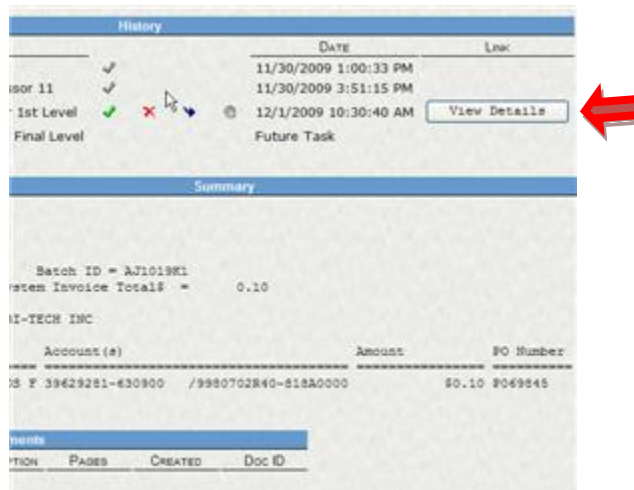 History
DATE LINK
11/30/2009 1:00:33 PM
ssor 11 11/30/2009 3:51:15 PM
1st Level 12/1/2009 10:30:40 AM View Details
Final Level Future Task
Summary
Batch ID = AJ1019K1
stem Invoice Total$ = 0.10
I-TECH INC
Account(s) Amount PO Number
OS F 39629281-630900 /9980702R40-818A0000 $0.10 P069845
ments
PTION PAGES CREATED DOC ID